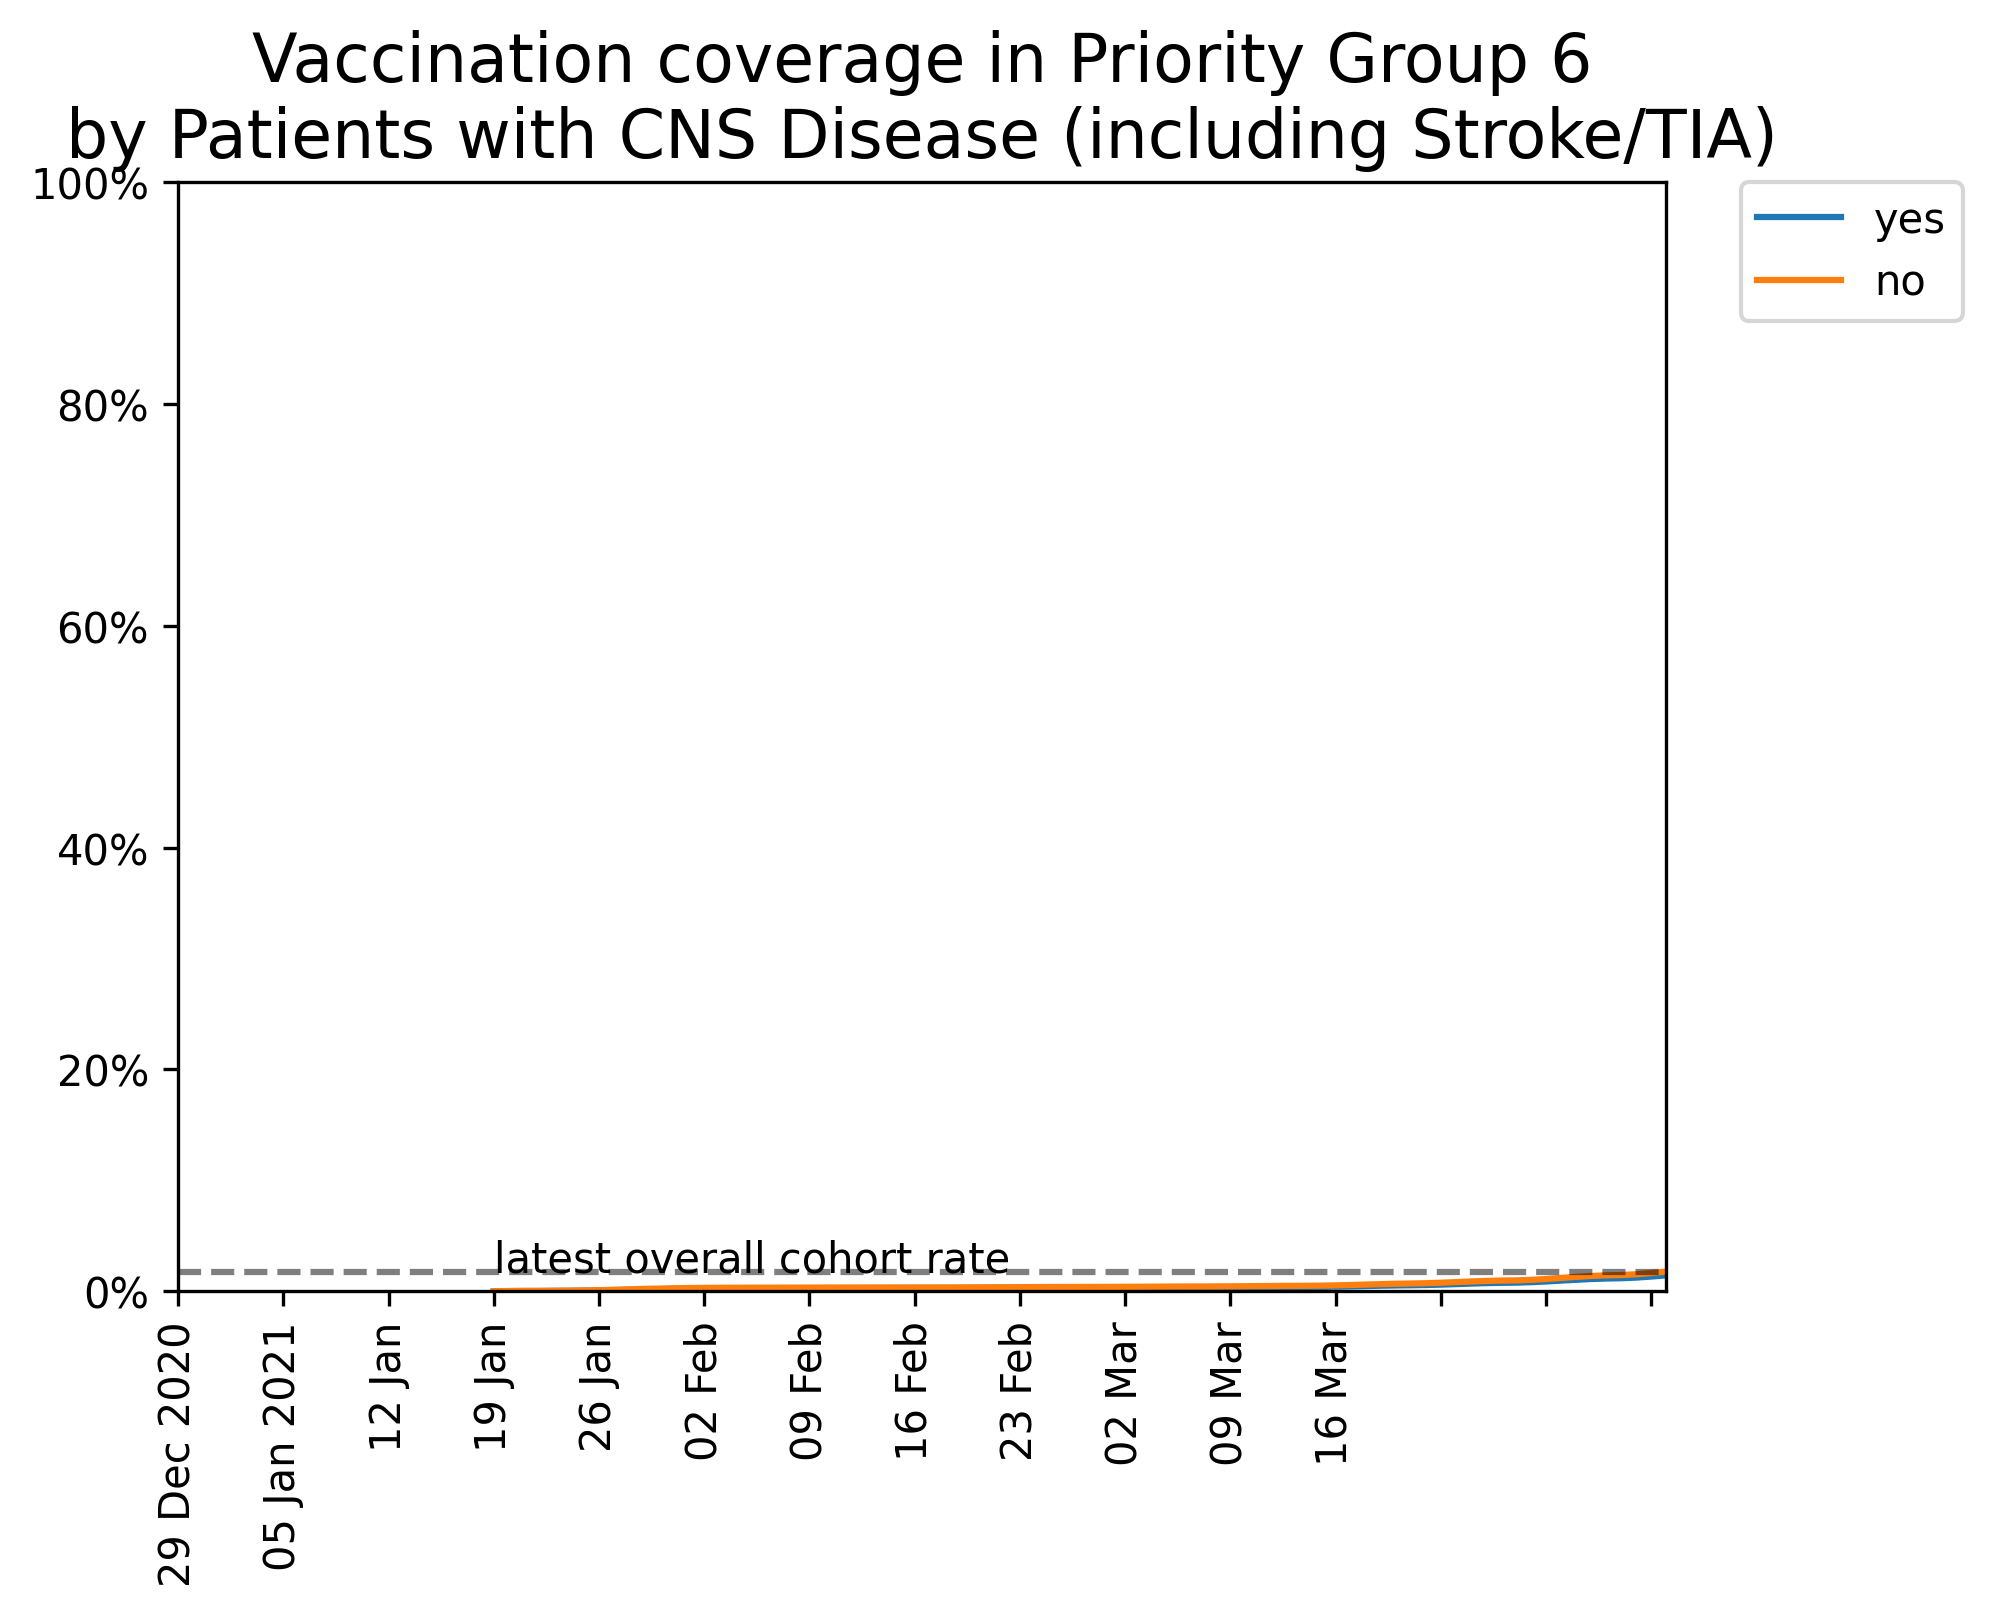 Vaccination coverage in Priority Group 6
by Patients with CNS Disease (including Stroke/TIA)
100%
80%
60%
40%
20%
0%
yes
no
latest overall cohort rate
29 Dec 2020
05 Jan 2021
12 Jan
19 Jan
26 Jan
02 Feb
09 Feb
16 Feb
23 Feb
02 Mar
09 Mar
16 Mar